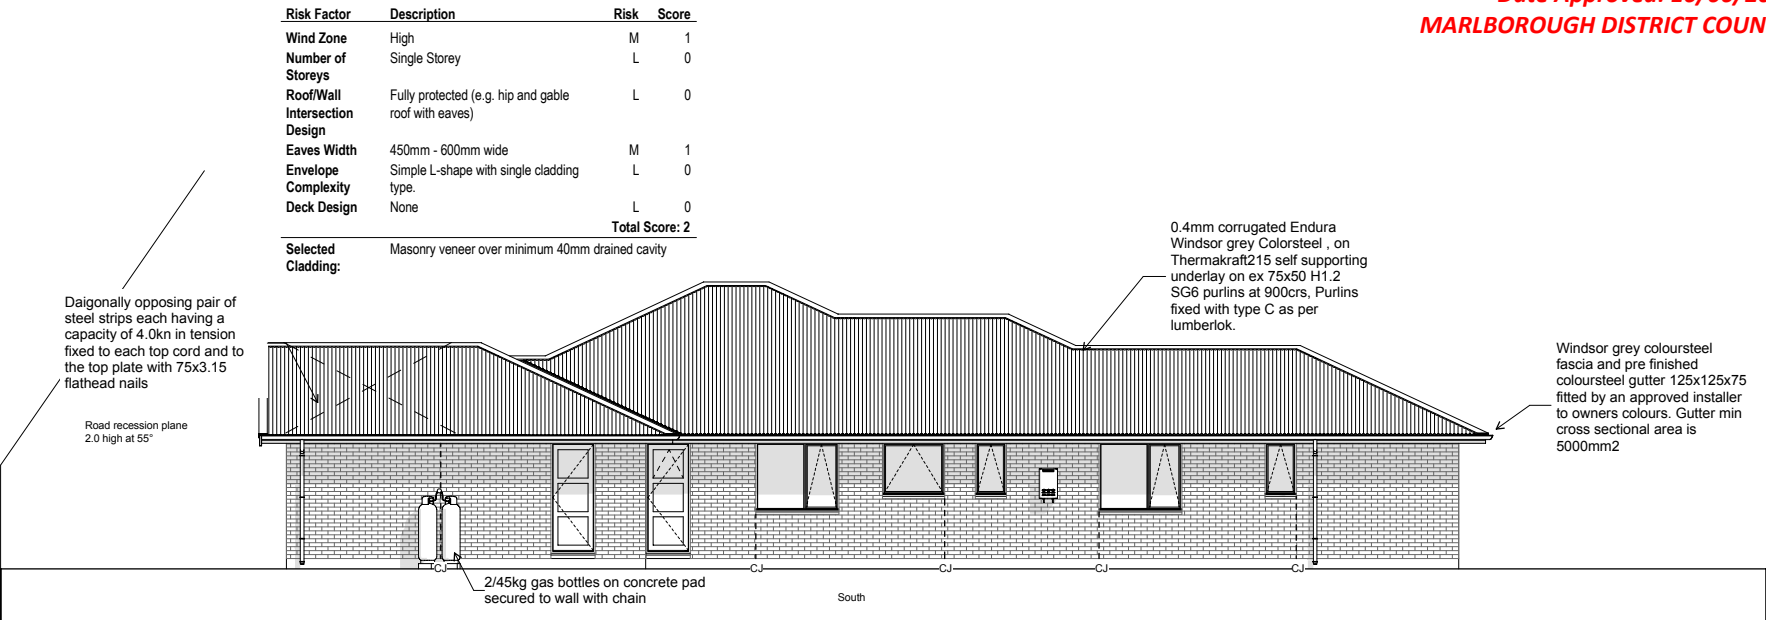 MARLBOROUGH DISTRICT COUN
Risk Factor Description Risk Score
Wind Zone High M 1
Number of Storeys Single Storey L 0
Roof/Wall Intersection Design Fully protected (e.g. hip and gable roof with eaves) L 0
Eaves Width 450mm - 600mm wide M 1
Envelope Complexity Simple L-shape with single cladding type. L 0
Deck Design None L 0
Total Score: 2
Selected Cladding: Masonry veneer over minimum 40mm drained cavity
Daigonally opposing pair of
steel strips each having a
capacity of 4.0kn in tension
fixed to each top cord and to
the top plate with 75x3.15
flathead nails
Road recession plane
2.0 high at 55°
0.4mm corrugated Endura
Windsor grey Colorsteel , on
Thermakraft215 self supporting
underlay on ex 75x50 H1.2
SG6 purlins at 900crs, Purlins
fixed with type C as per
lumberlok.
Windsor grey coloursteel
fascia and pre finished
coloursteel gutter 125x125x75
fitted by an approved installer
to owners colours. Gutter min
cross sectional area is
5000mm2
CJ CJ CJ CJ CJ
2/45kg gas bottles on concrete pad
secured to wall with chain
South